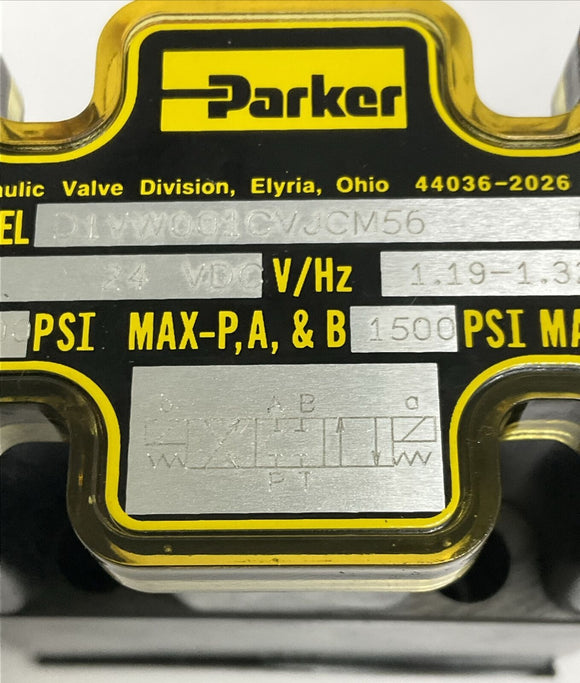 Parker
aulic Valve Division, Elyria, Ohio 44036-2026
EL D1VW001CVJCM56
24 VDC V/Hz 1.19-1.3
PSI MAX-P, A, & B 1500 PSI MA
b A B a
P T